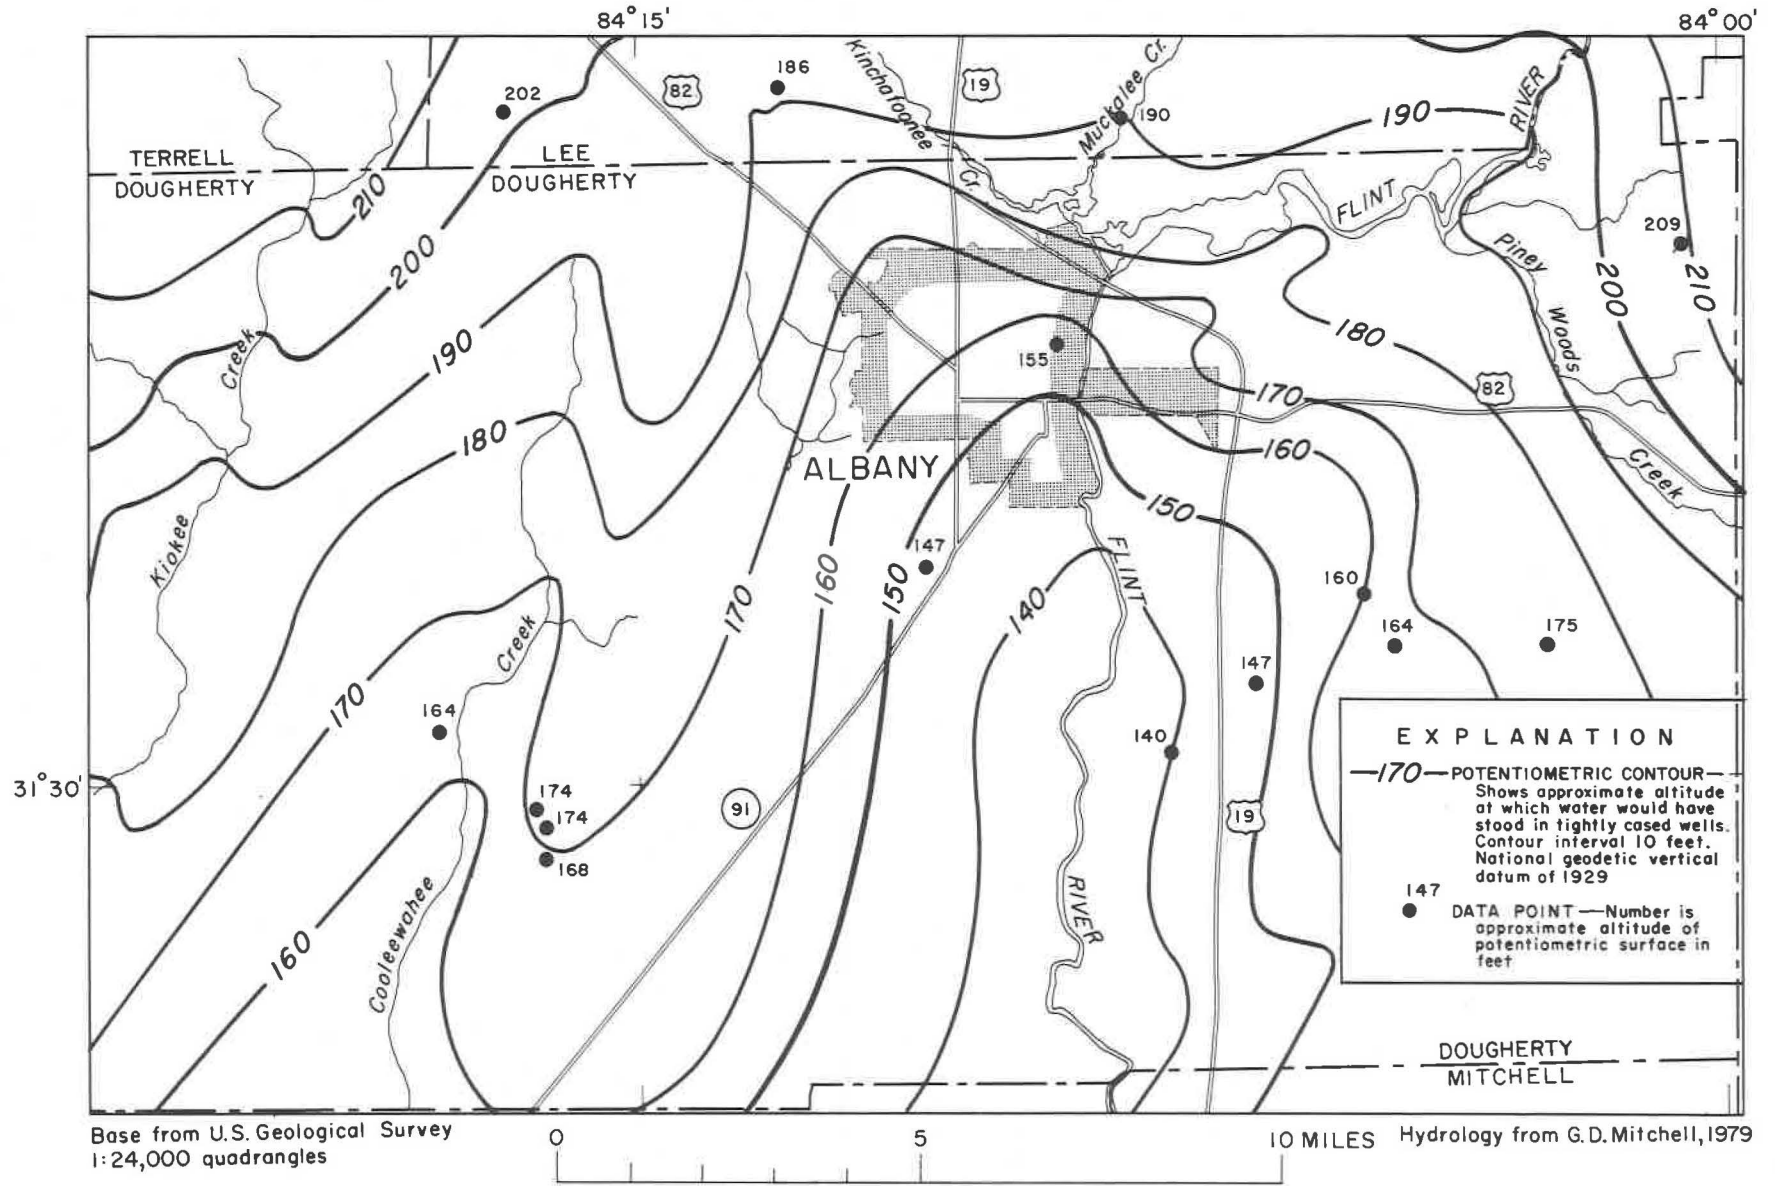 84°15'
84°00'
186
82
19
Kinchafoonee
Cr.
Muckalee Cr.
190
202
190
RIVER
TERRELL
DOUGHERTY
LEE
DOUGHERTY
210
FLINT
209
Piney
200
200
210
Creek
190
155
180
Woods
82
170
180
ALBANY
160
Creek
150
Kiokee
147
FLINT
160
150
140
160
170
164
175
Creek
147
170
164
140
31°30'
174
174
168
91
19
EXPLANATION
—170— POTENTIOMETRIC CONTOUR—
Shows approximate altitude
at which water would have
stood in tightly cased wells.
Contour interval 10 feet.
National geodetic vertical
datum of 1929
147
DATA POINT—Number is
approximate altitude of
potentiometric surface in
feet
RIVER
Cooleewahee
160
DOUGHERTY
MITCHELL
Base from U.S. Geological Survey
1:24,000 quadrangles
0 5 10 MILES
Hydrology from G.D. Mitchell, 1979